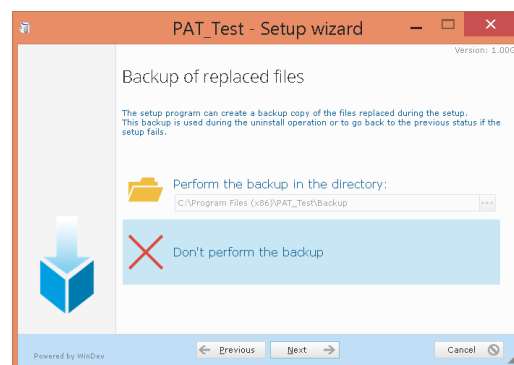 PAT_Test - Setup wizard
Version: 1.00G
Backup of replaced files
The setup program can create a backup copy of the files replaced during the setup.
This backup is used during the uninstall operation or to go back to the previous status if the
setup fails.
Perform the backup in the directory:
C:\Program Files (x86)\PAT_Test\Backup
...
Don't perform the backup
Powered by WinDev
Previous
Next
Cancel